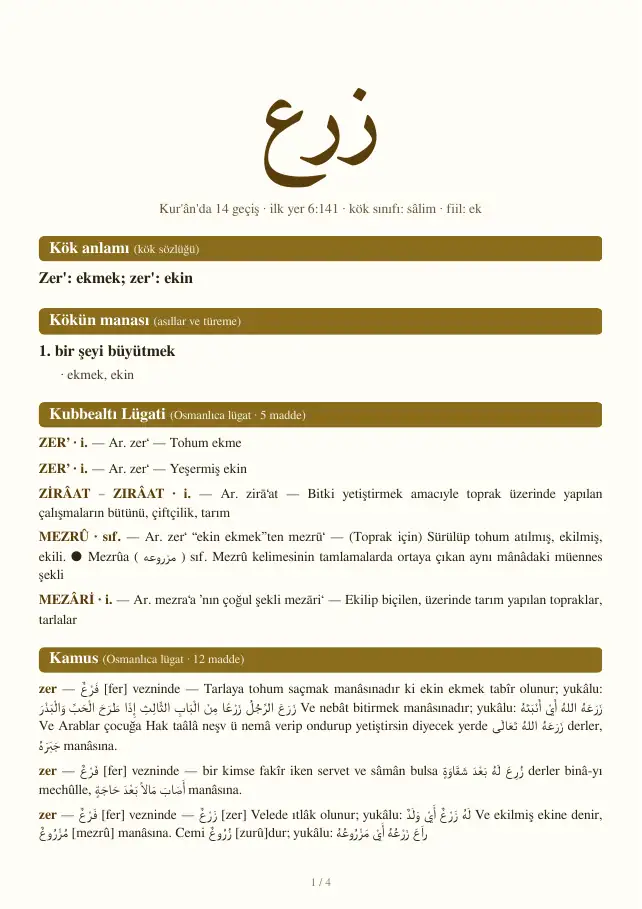 زرع
Kur'ân'da 14 geçiş · ilk yer 6:141 · kök sınıfı: sâlim · fiil: ek
Kök anlamı (kök sözlüğü)
Zer': ekmek; zer': ekin
Kökün manası (asıllar ve türeme)
1. bir şeyi büyütmek
· ekmek, ekin
Kubbealtı Lügati (Osmanlıca lügat · 5 madde)
ZER’ · i. — Ar. zer‘ — Tohum ekme
ZER’ · i. — Ar. zer‘ — Yeşermiş ekin
ZİRÂAT – ZIRÂAT · i. — Ar. zirā‘at — Bitki yetiştirmek amacıyla toprak üzerinde yapılan
çalışmaların bütünü, çiftçilik, tarım
MEZRÛ · sıf. — Ar. zer‘ “ekin ekmek”ten mezrū‘ — (Toprak için) Sürülüp tohum atılmış, ekilmiş,
ekili. ● Mezrûa ( مزروعه ) sıf. Mezrû kelimesinin tamlamalarda ortaya çıkan aynı mânâdaki müennes
şekli
MEZÂRİ · i. — Ar. mezra‘a ’nın çoğul şekli mezāri‘ — Ekilip biçilen, üzerinde tarım yapılan topraklar,
tarlalar
Kamus (Osmanlıca lügat · 12 madde)
zer — فَرْعٌ [fer] vezninde — Tarlaya tohum saçmak manâsınadır ki ekin ekmek tabîr olunur; yukâlu:
زَرَعَ الرَّجُلُ زَرْعًا مِنَ الْبَابِ الثَّالِثِ إِذَا طَرَحَ الْحَبَّ وَالْبَذْرَ Ve nebât bitirmek manâsınadır; yukâlu: زَرَعَهُ اللهُ أَيْ أَنْبَتَهُ
Ve Arablar çocuğa Hak taâlâ neşv ü nemâ verip ondurup yetiştirsin diyecek yerde زَرَعَهُ اللهُ تَعَالَى derler,
جَبَرَهُ manâsına.
zer — فَرْعٌ [fer] vezninde — bir kimse fakîr iken servet ve sâmân bulsa زُرِعَ لَهُ بَعْدَ شَقَاوَةٍ derler binâ-yı
mechûlle, أَصَابَ مَالاً بَعْدَ حَاجَةٍ manâsına.
zer — فَرْعٌ [fer] vezninde — زَرْعٌ [zer] Velede ıtlâk olunur; yukâlu: لَهُ زَرْعٌ أَيْ وَلَدٌ Ve ekilmiş ekine denir,
مَزْرُوعٌ [mezrû] manâsına. Cemi زُرُوعٌ [zurû]dur; yukâlu: زَرْعُهُ أَيْ مَزْرُوعُهُ
1 / 4